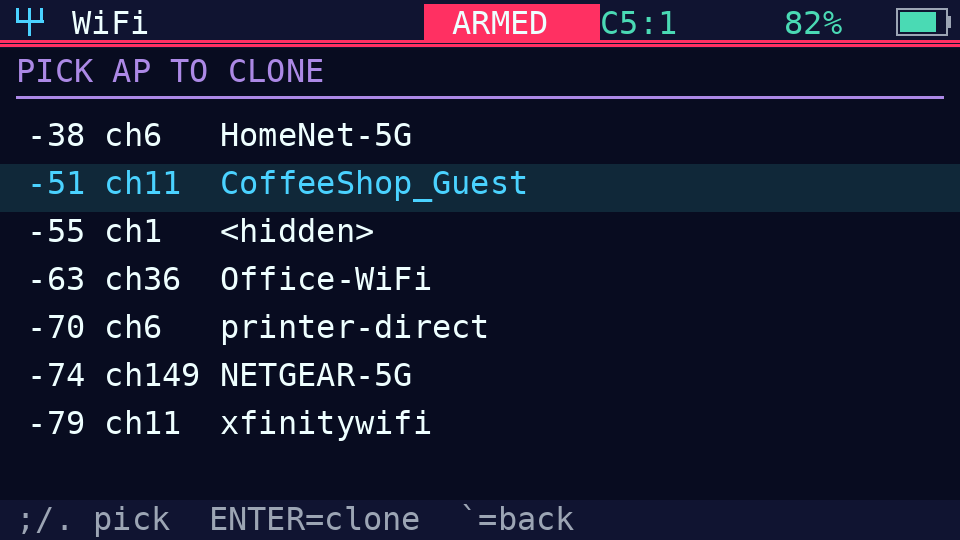 WiFi ARMED C5:1 82%
PICK AP TO CLONE
-38 ch6 HomeNet-5G
-51 ch11 CoffeeShop_Guest
-55 ch1 <hidden>
-63 ch36 Office-WiFi
-70 ch6 printer-direct
-74 ch149 NETGEAR-5G
-79 ch11 xfinitywifi
;/. pick ENTER=clone `=back